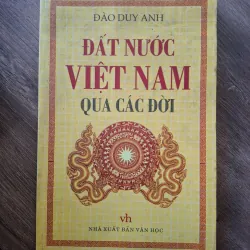 ĐÀO DUY ANH
ĐẤT NƯỚC
VIỆT NAM
QUA CÁC ĐỜI
vh
NHÀ XUẤT BẢN VĂN HỌC